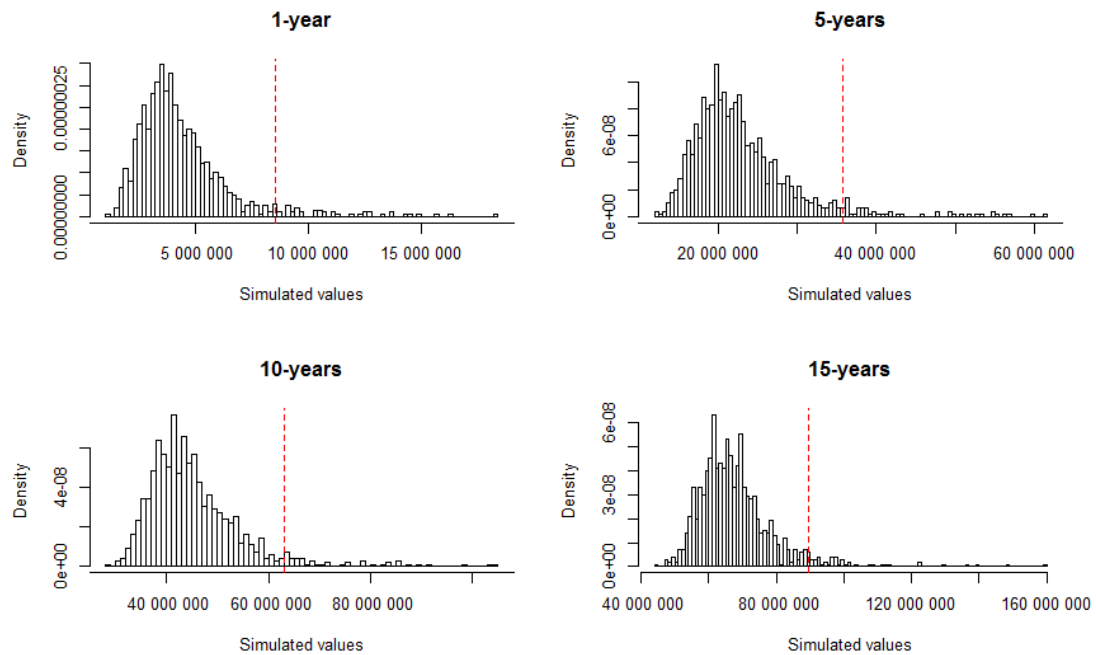 1-year
Density
0.00000000 0.00000025
5 000 000 10 000 000 15 000 000
Simulated values
5-years
Density
0e+00 6e-08
20 000 000 40 000 000 60 000 000
Simulated values
10-years
Density
0e+00 4e-08
40 000 000 60 000 000 80 000 000
Simulated values
15-years
Density
0e+00 3e-08 6e-08
40 000 000 80 000 000 120 000 000 160 000 000
Simulated values